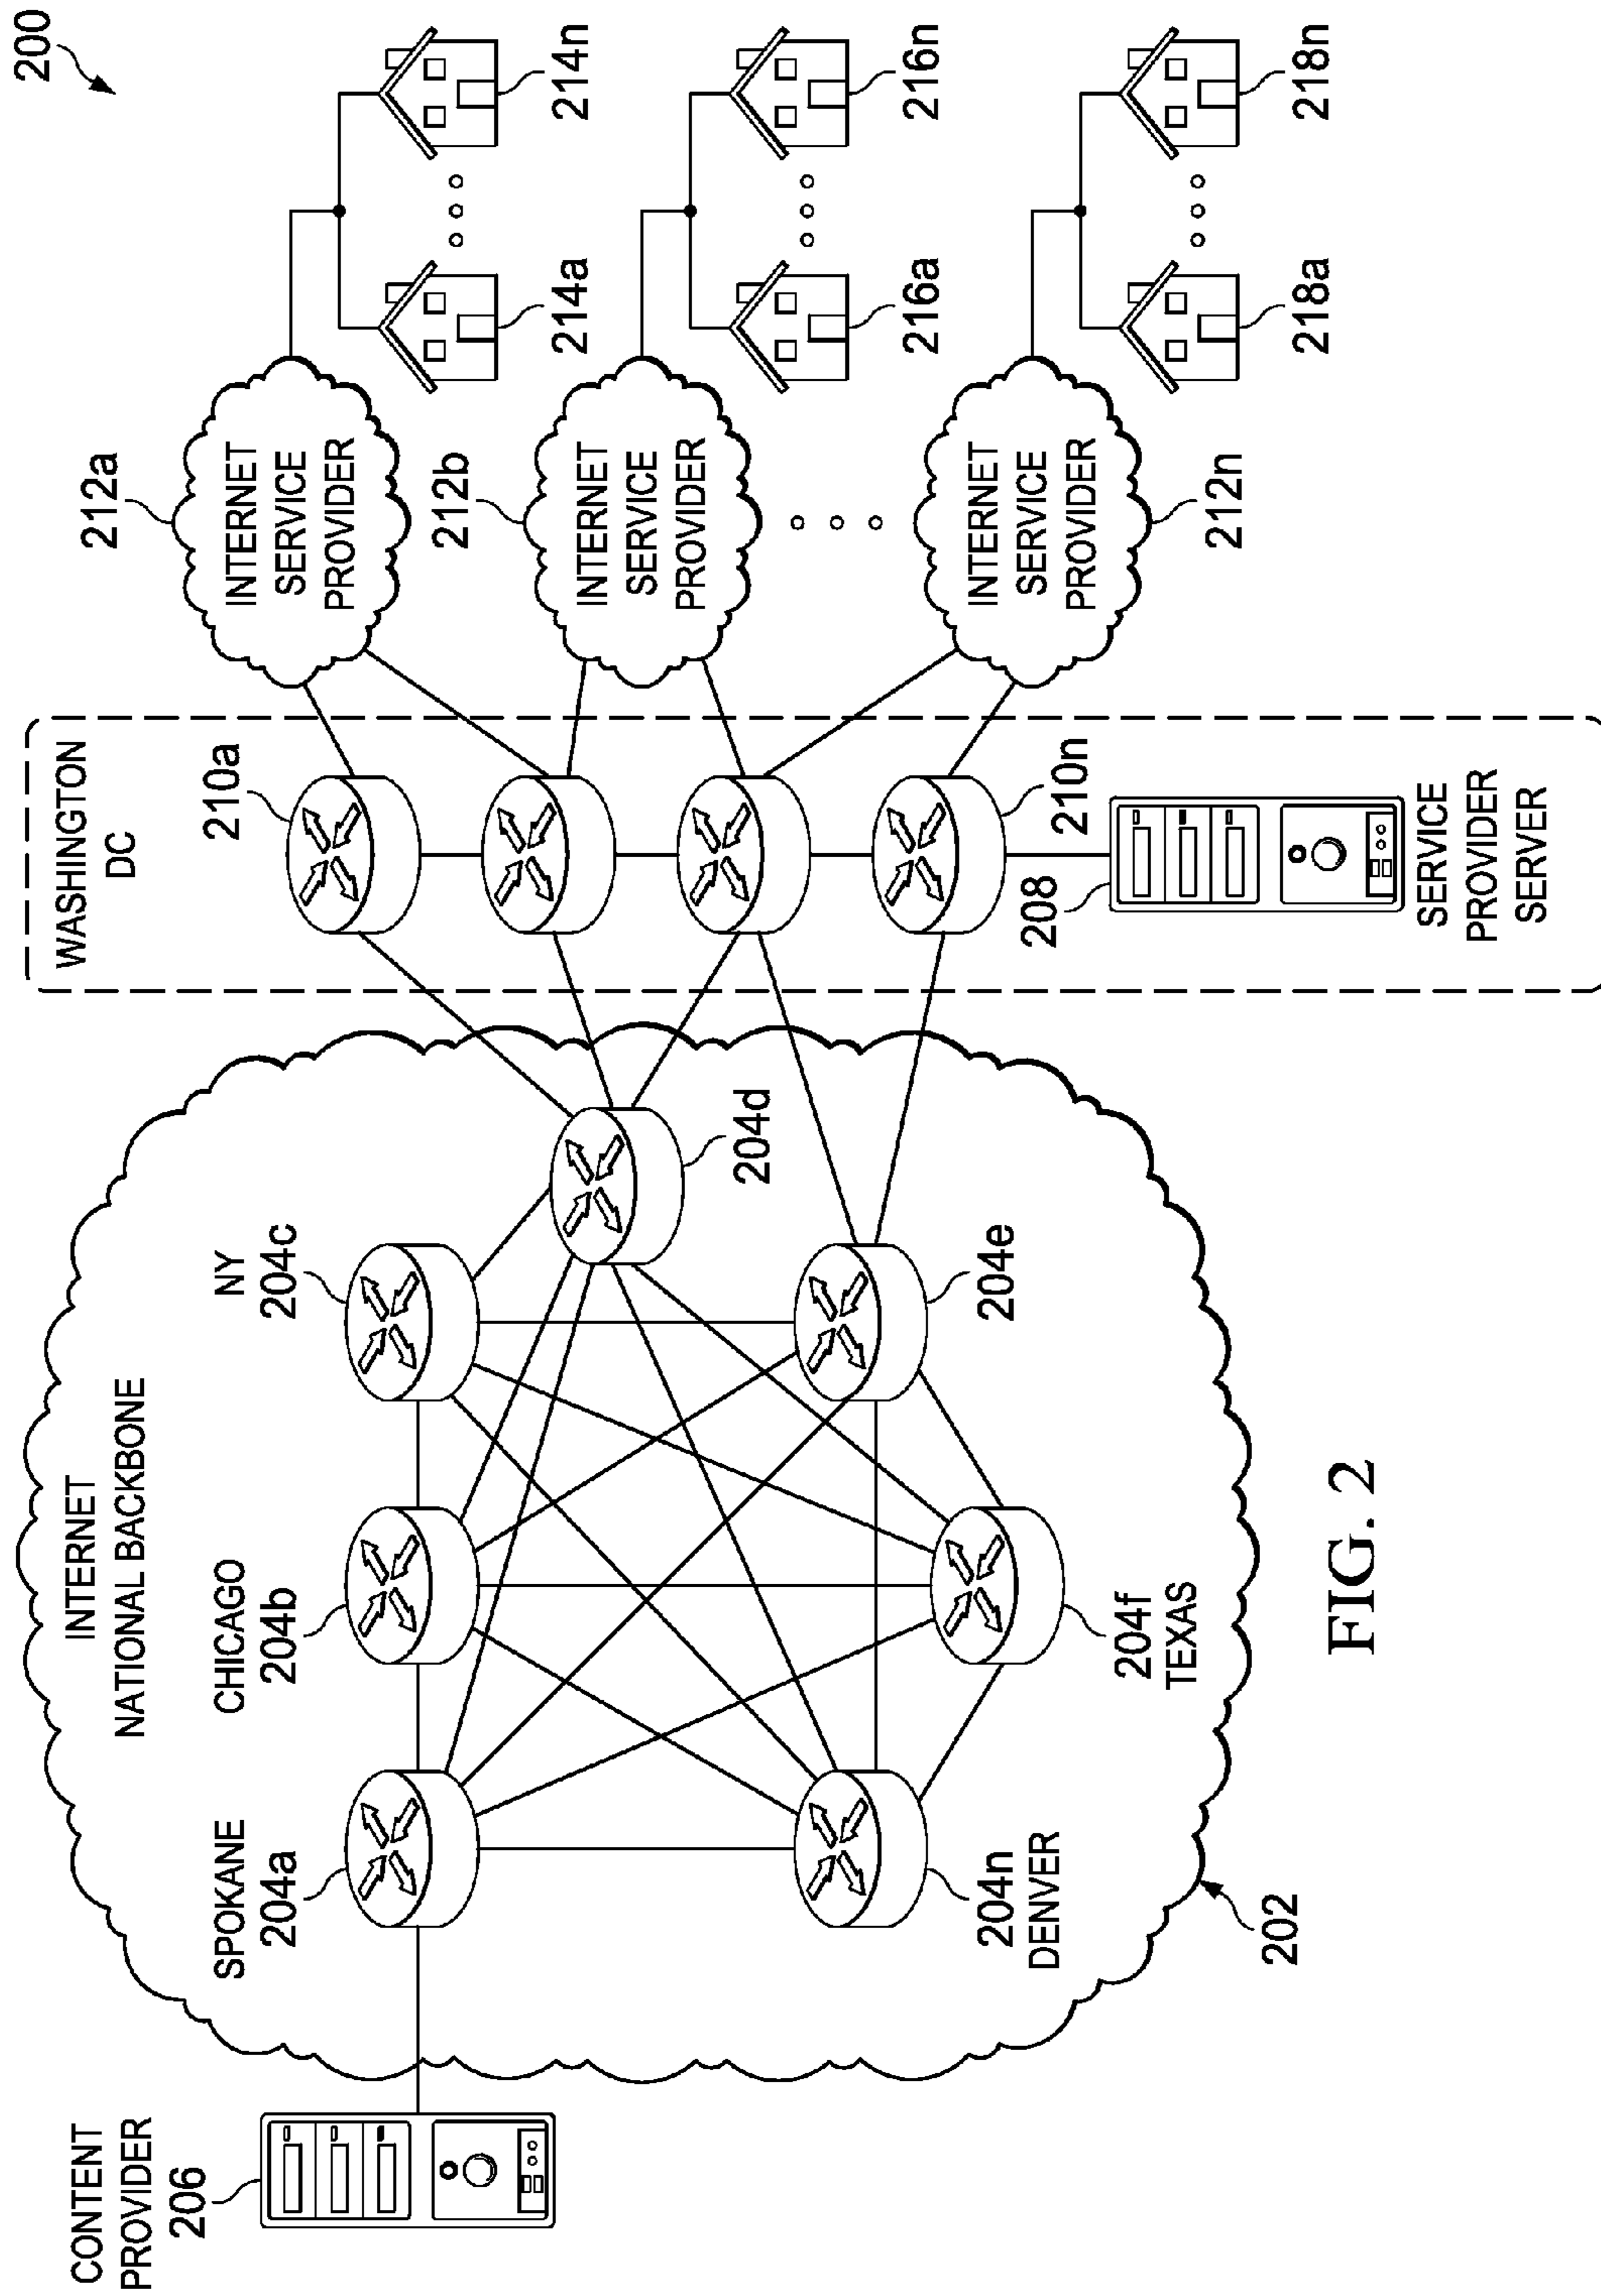 200
CONTENT
PROVIDER
206
INTERNET
NATIONAL BACKBONE
SPOKANE
204a
CHICAGO
204b
NY
204c
204d
204e
204f
TEXAS
204n
DENVER
202
WASHINGTON
DC
210a
210n
208
SERVICE
PROVIDER
SERVER
212a
INTERNET
SERVICE
PROVIDER
212b
INTERNET
SERVICE
PROVIDER
INTERNET
SERVICE
PROVIDER
212n
214a
214n
216a
216n
218a
218n
FIG. 2